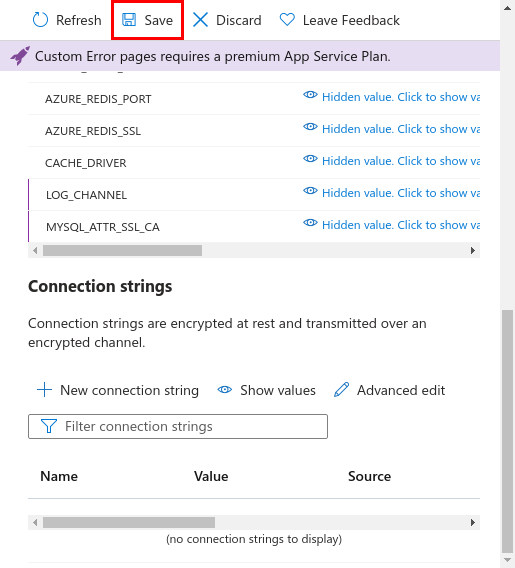 Refresh Save Discard Leave Feedback
Custom Error pages requires a premium App Service Plan.
AZURE_REDIS_PORT Hidden value. Click to show va
AZURE_REDIS_SSL Hidden value. Click to show va
CACHE_DRIVER Hidden value. Click to show va
LOG_CHANNEL Hidden value. Click to show va
MYSQL_ATTR_SSL_CA Hidden value. Click to show va
Connection strings
Connection strings are encrypted at rest and transmitted over an
encrypted channel.
New connection string Show values Advanced edit
Filter connection strings
Name Value Source
(no connection strings to display)